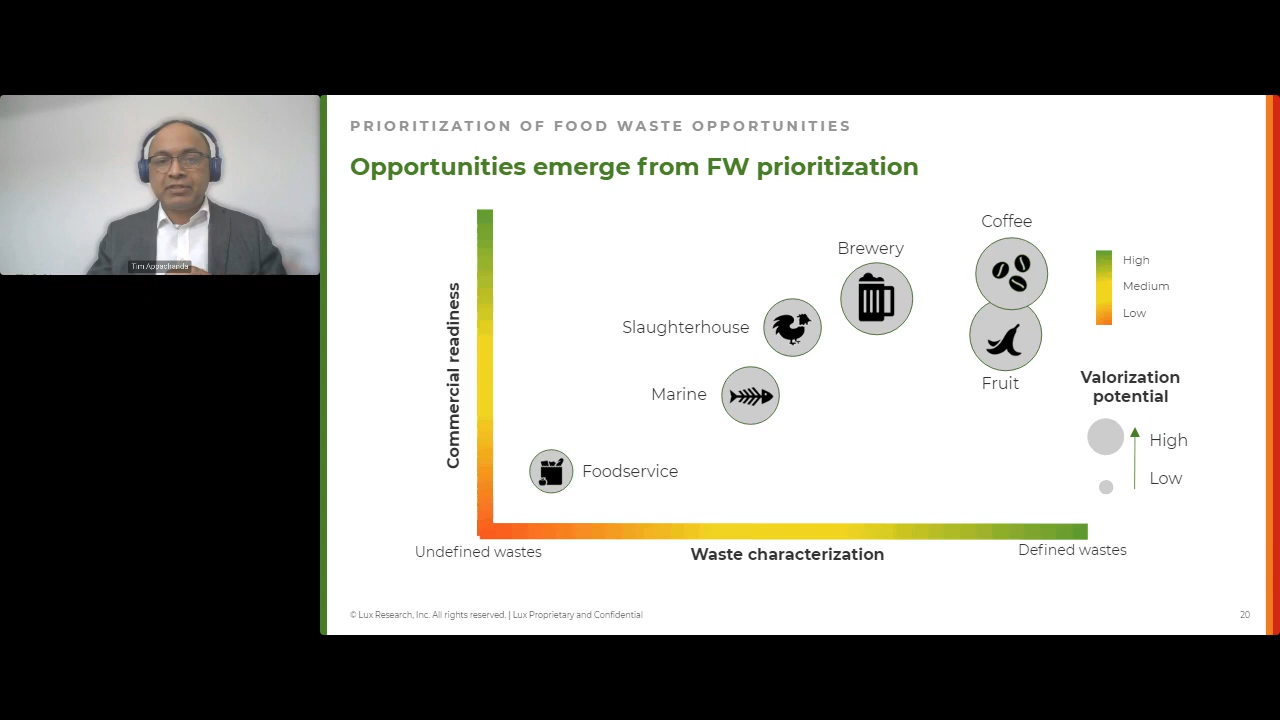 PRIORITIZATION OF FOOD WASTE OPPORTUNITIES
Opportunities emerge from FW prioritization
Tim Appachanda
Commercial readiness
Coffee
Brewery
Slaughterhouse
Marine
Fruit
Foodservice
High
Medium
Low
Valorization
potential
High
Low
Undefined wastes
Waste characterization
Defined wastes
© Lux Research, Inc. All rights reserved. | Lux Proprietary and Confidential
20